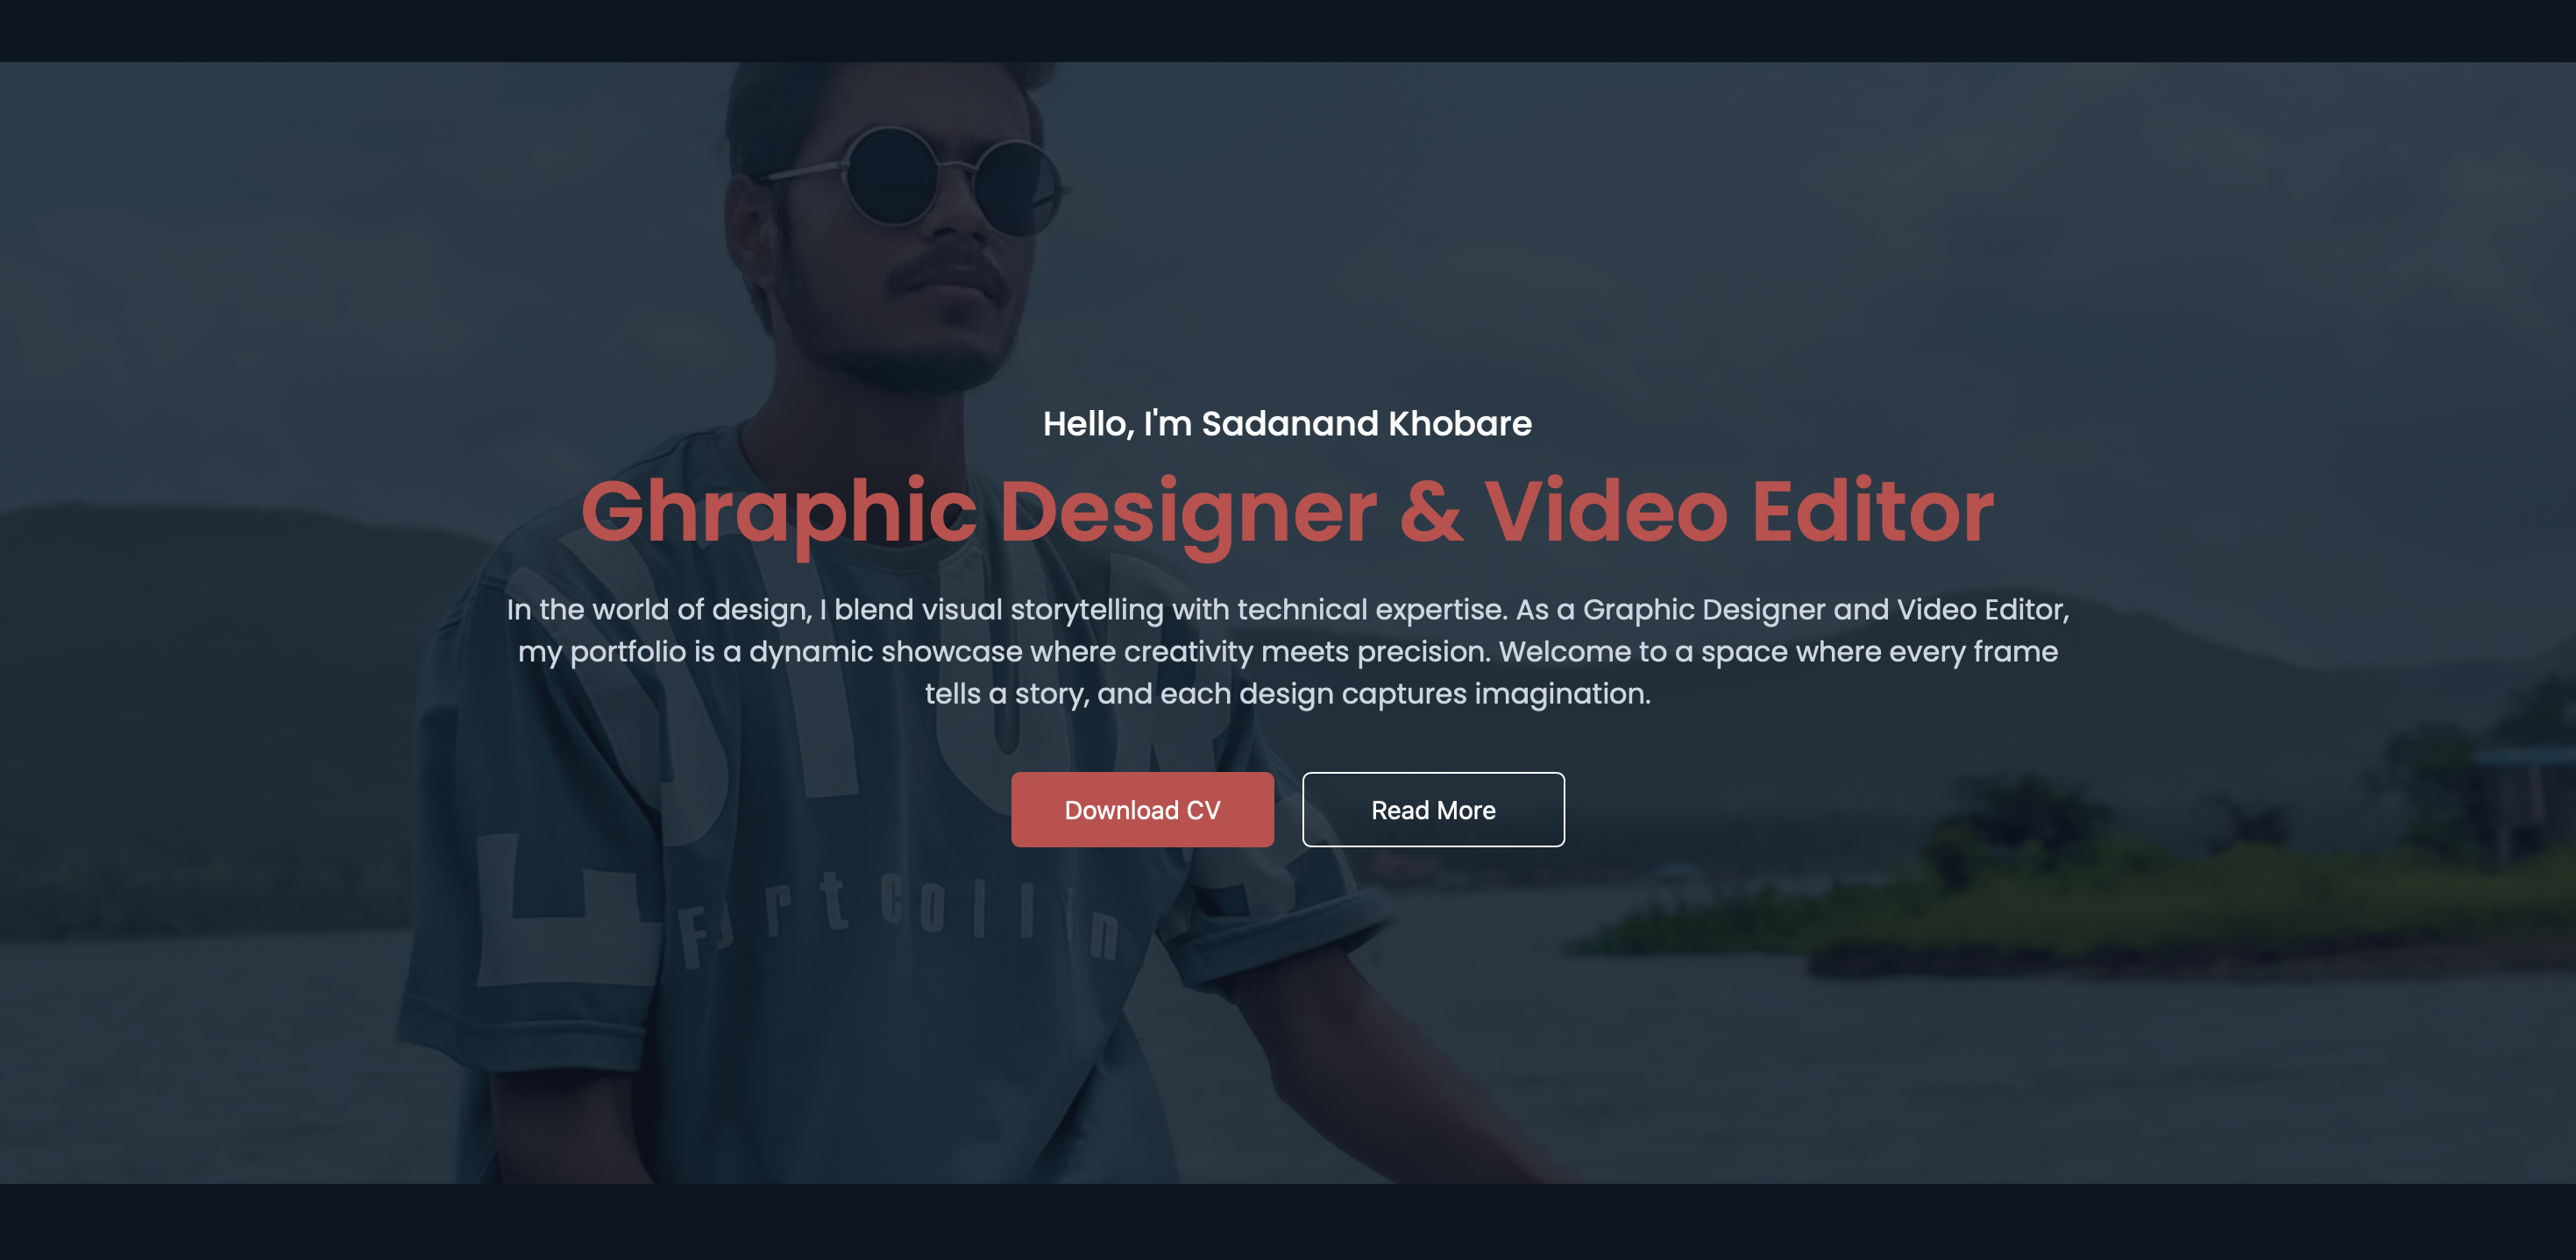 Hello, I'm Sadanand Khobare
Ghraphic Designer & Video Editor
In the world of design, I blend visual storytelling with technical expertise. As a Graphic Designer and Video Editor,
my portfolio is a dynamic showcase where creativity meets precision. Welcome to a space where every frame
tells a story, and each design captures imagination.
Download CV
Read More
Fort Collin